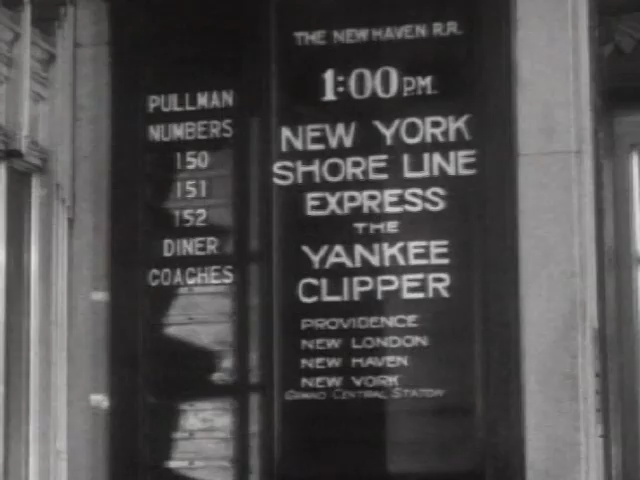 PULLMAN
NUMBERS
150
151
152
DINER
COACHES
THE NEW HAVEN R.R.
1:00 P.M.
NEW YORK
SHORE LINE
EXPRESS
THE
YANKEE
CLIPPER
PROVIDENCE
NEW LONDON
NEW HAVEN
NEW YORK
GRAND CENTRAL STATION